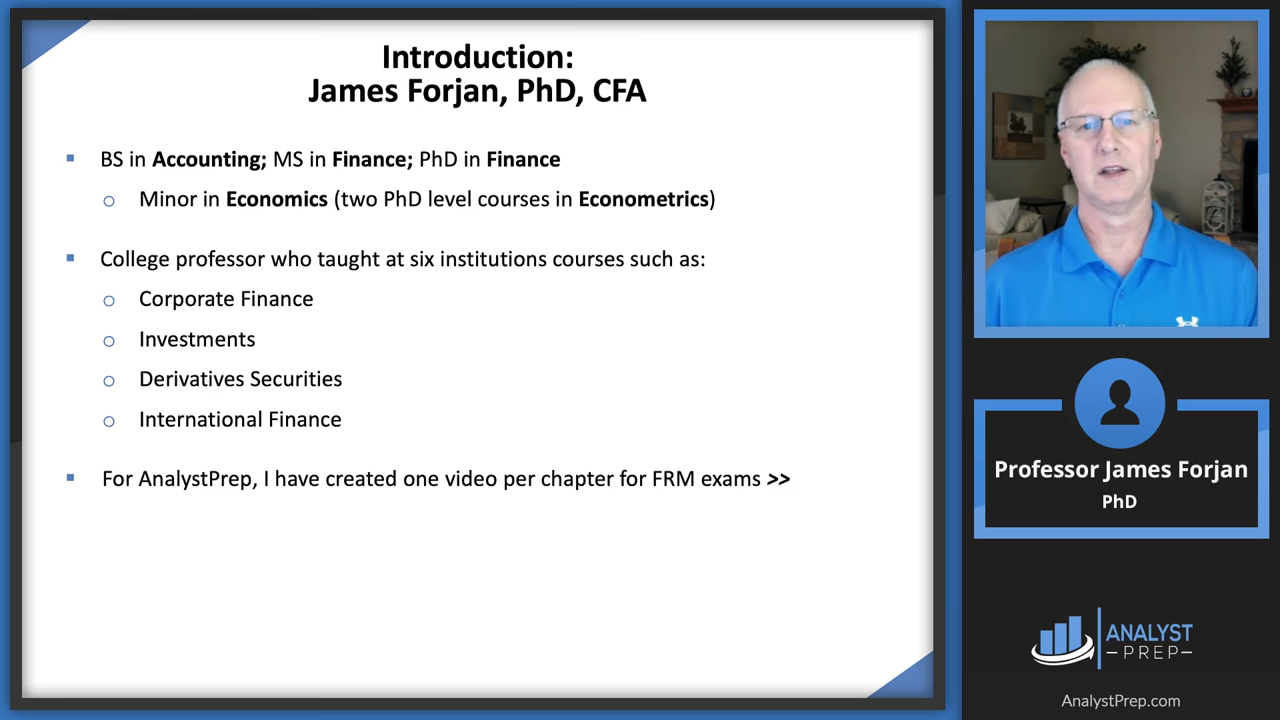 Introduction:
James Forjan, PhD, CFA
▪ BS in Accounting; MS in Finance; PhD in Finance
o Minor in Economics (two PhD level courses in Econometrics)
▪ College professor who taught at six institutions courses such as:
o Corporate Finance
o Investments
o Derivatives Securities
o International Finance
▪ For AnalystPrep, I have created one video per chapter for FRM exams >>
Professor James Forjan
PhD
ANALYST
–PREP–
AnalystPrep.com